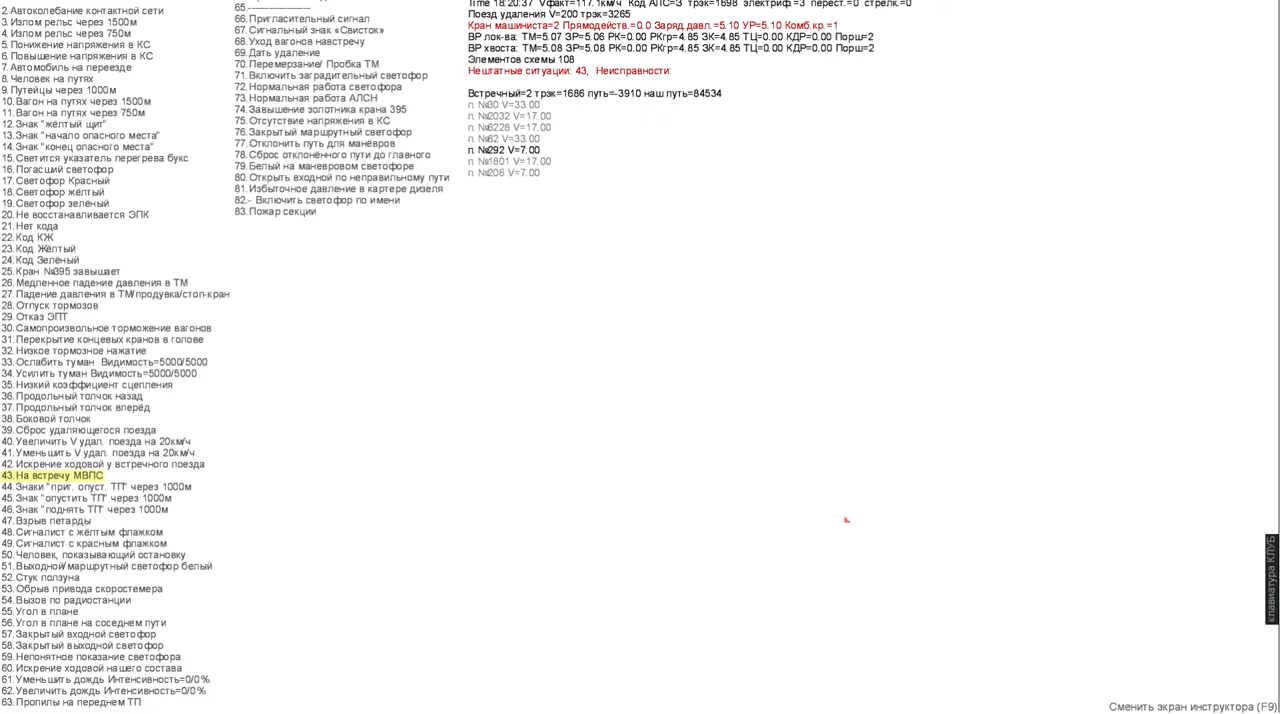 2. Автоколебание контактной сети
3. Излом рельс через 1500м
4. Излом рельс через 750м
5. Понижение напряжения в КС
6. Повышение напряжения в КС
7. Автомобиль на переезде
8. Человек на путях
9. Путейцы через 1000м
10. Вагон на путях через 1500м
11. Вагон на путях через 750м
12. Знак "жёлтый щит"
13. Знак "начало опасного места"
14. Знак "конец опасного места"
15. Светится указатель перегрева букс
16. Погасший светофор
17. Светофор Красный
18. Светофор жёлтый
19. Светофор зелёный
20. Не восстанавливается ЭПК
21. Нет кода
22. Код КЖ
23. Код Жёлтый
24. Код Зелёный
25. Кран №395 завышает
26. Медленное падение давления в ТМ
27. Падение давления в ТМ/продувка/стоп-кран
28. Отпуск тормозов
29. Отказ ЭПТ
30. Самопроизвольное торможение вагонов
31. Перекрытие концевых кранов в голове
32. Низкое тормозное нажатие
33. Ослабить туман Видимость=5000/5000
34. Усилить туман Видимость=5000/5000
35. Низкий коэффициент сцепления
36. Продольный толчок назад
37. Продольный толчок вперёд
38. Боковой толчок
39. Сброс удаляющегося поезда
40. Увеличить V удал. поезда на 20км/ч
41. Уменьшить V удал. поезда на 20км/ч
42. Искрение ходовой у встречного поезда
43. На встречу МВПС
44. Знаки "приг. опуст. ТП" через 1000м
45. Знак "опустить ТП" через 1000м
46. Знак "поднять ТП" через 1000м
47. Взрыв петарды
48. Сигналист с жёлтым флажком
49. Сигналист с красным флажком
50. Человек, показывающий остановку
51. Выходной/маршрутный светофор белый
52. Стук ползуна
53. Обрыв привода скоростемера
54. Вызов по радиостанции
55. Угол в плане
56. Угол в плане на соседнем пути
57. Закрытый входной светофор
58. Закрытый выходной светофор
59. Непонятное показание светофора
60. Искрение ходовой нашего состава
61. Уменьшить дождь Интенсивность=0/0%
62. Увеличить дождь Интенсивность=0/0%
63. Пропилы на переднем ТП
65.-----------------
66. Пригласительный сигнал
67. Сигнальный знак «Свисток»
68. Уход вагонов навстречу
69. Дать удаление
70. Перемерзание/ Пробка ТМ
71. Включить заградительный светофор
72. Нормальная работа светофора
73. Нормальная работа АЛСН
74. Завышение золотника крана 395
75. Отсутствие напряжения в КС
76. Закрытый маршрутный светофор
77. Отклонить путь для манёвров
78. Сброс отклонённого пути до главного
79. Белый на маневровом светофоре
80. Открыть входной по неправильному пути
81. Избыточное давление в картере дизеля
82.- Включить светофор по имени
83. Пожар секции
Time 18:20:37 Vфакт=117.1км/ч Код АЛС=3 трэк=1698 электриф.=3 перест.=0 стрелк.=0
Поезд удаления V=200 трэк=3265
Кран машиниста=2 Прямодейств.=0.0 Заряд.давл.=5.10 УР=5.10 Комб.кр.=1
ВР лок-ва: ТМ=5.07 ЗР=5.06 РК=0.00 РКгр=4.85 ЗК=4.85 ТЦ=0.00 КДР=0.00 Порш=2
ВР хвоста: ТМ=5.08 ЗР=5.08 РК=0.00 РКгр=4.85 ЗК=4.85 ТЦ=0.00 КДР=0.00 Порш=2
Элементов схемы 108
Нештатные ситуации: 43, Неисправности:
Встречный=2 трэк=1686 путь=-3910 наш путь=84534
п. №30 V=33.00
п. №2032 V=17.00
п. №6228 V=17.00
п. №82 V=33.00
п. №292 V=7.00
п. №1801 V=17.00
п. №206 V=7.00
клавиатура КЛУБ
Сменить экран инструктора (F9)